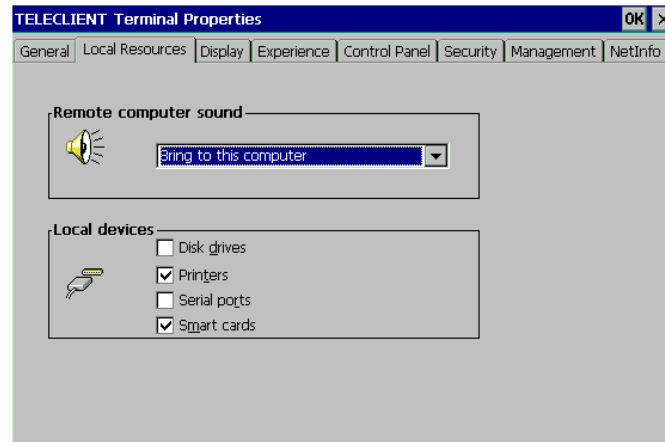 TELECLIENT Terminal Properties OK ×
General Local Resources Display Experience Control Panel Security Management NetInfo
Remote computer sound
Bring to this computer
Local devices
Disk drives
Printers
Serial ports
Smart cards